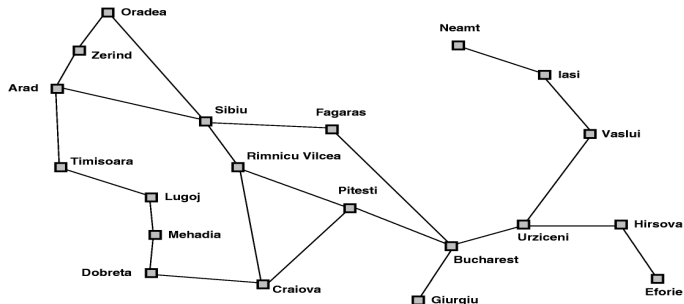 Oradea
Neamt
Zerind
Iasi
Arad
Sibiu
Fagaras
Vaslui
Timisoara
Rimnicu Vilcea
Lugoj
Pitesti
Mehadia
Urziceni
Hirsova
Bucharest
Dobreta
Craiova
Eforie
Giurgiu